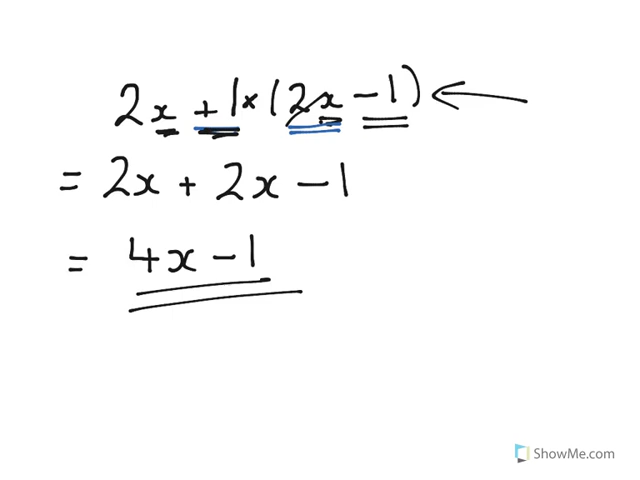 2x + 1 × (2x - 1)
= 2x + 2x - 1
= 4x - 1
ShowMe.com